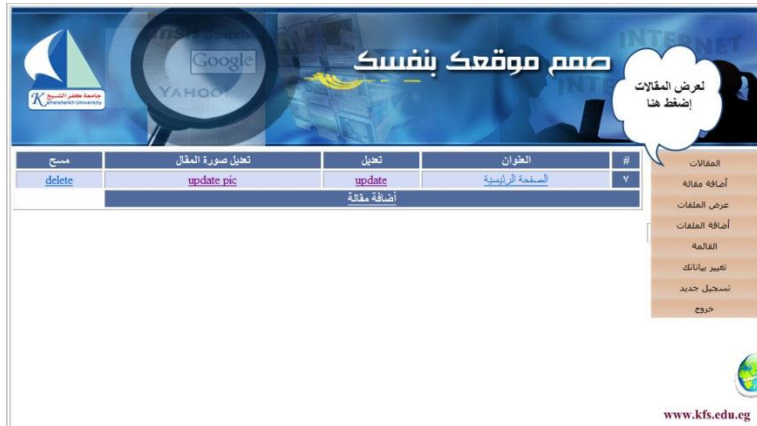 INTERNET
Google
YAHOO
صمم موقعك بنفسك
جامعة كفر الشيخ
Kafrelsheikh University
لعرض المقالات
إضغط هنا
# العنوان تعديل تعديل صورة المقال مسح
٧ الصفحة الرئيسية update update pic delete
أضافة مقالة
المقالات
أضافة مقالة
عرض الملفات
أضافة الملفات
القائمة
تغيير بياناتك
تسجيل جديد
خروج
www.kfs.edu.eg